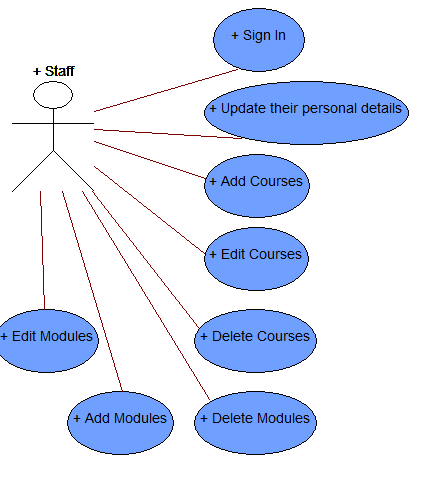 + Sign In
+ Staff
+ Update their personal details
+ Add Courses
+ Edit Courses
+ Edit Modules
+ Delete Courses
+ Add Modules
+ Delete Modules